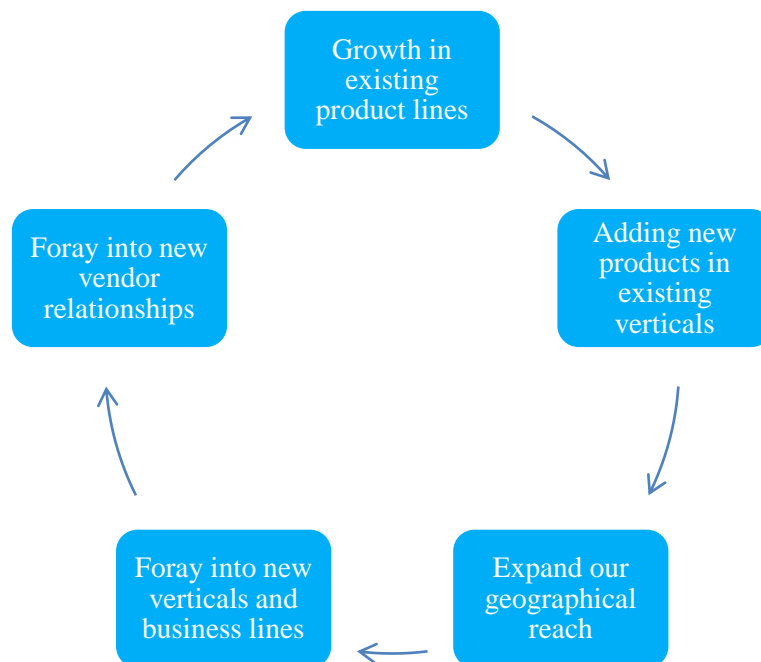 Growth in
existing
product lines
Adding new
products in
existing
verticals
Expand our
geographical
reach
Foray into new
verticals and
business lines
Foray into new
vendor
relationships